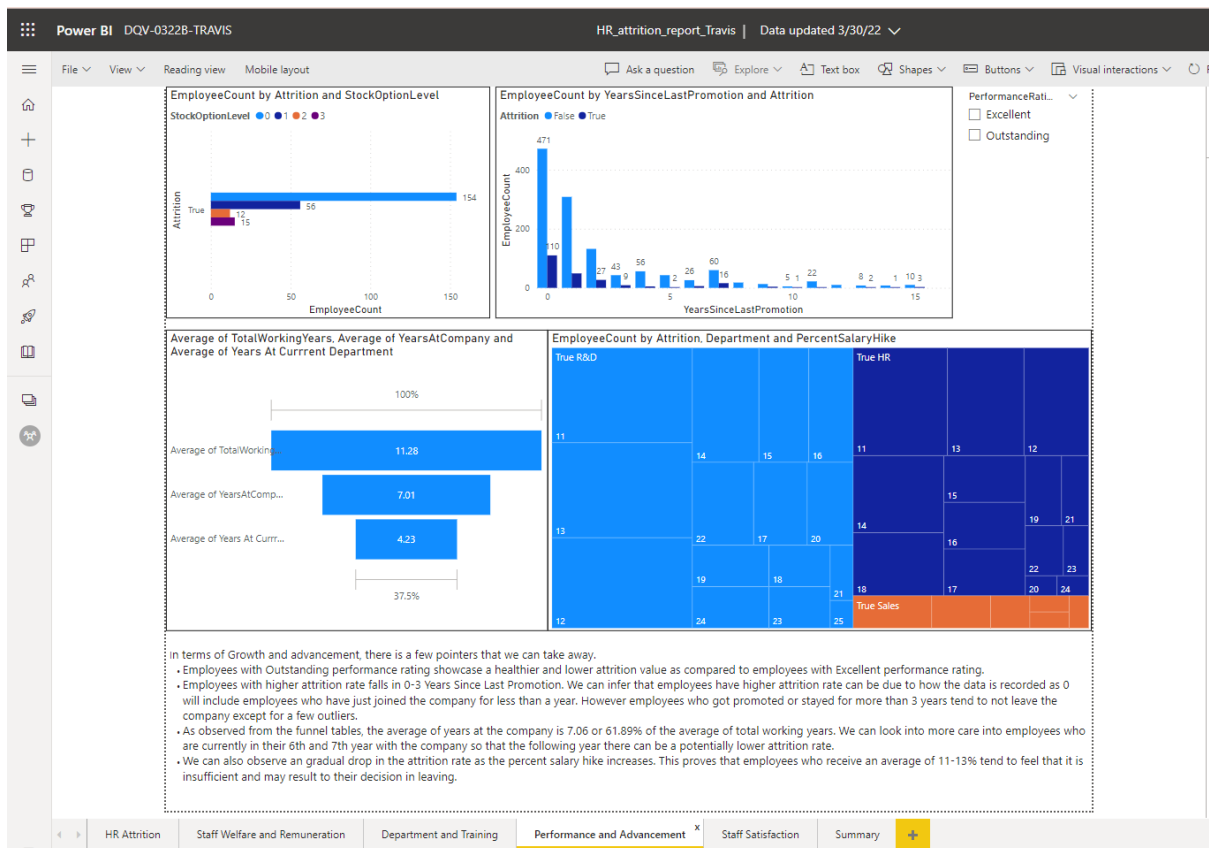 Power BI DQV-0322B-TRAVIS
HR_attrition_report_Travis | Data updated 3/30/22
File View Reading view Mobile layout
Ask a question Explore Text box Shapes Buttons Visual interactions
EmployeeCount by Attrition and StockOptionLevel
StockOptionLevel 0 1 2 3
Attrition
True
154
56
12
15
0 50 100 150
EmployeeCount
EmployeeCount by YearsSinceLastPromotion and Attrition
Attrition False True
EmployeeCount
400
200
0
471
110
27
43
9
56
2
26
60
16
5
1
22
8
2
1
10
3
0 5 10 15
YearsSinceLastPromotion
PerformanceRati...
Excellent
Outstanding
Average of TotalWorkingYears, Average of YearsAtCompany and
Average of Years At Currrent Department
100%
Average of TotalWorking...
11.28
Average of YearsAtComp...
7.01
Average of Years At Currr...
4.23
37.5%
EmployeeCount by Attrition, Department and PercentSalaryHike
True R&D
11
13
12
14
15
16
22
17
20
19
18
21
24
23
25
True HR
11
13
12
14
15
19
21
16
18
17
22
23
20
24
True Sales
In terms of Growth and advancement, there is a few pointers that we can take away.
• Employees with Outstanding performance rating showcase a healthier and lower attrition value as compared to employees with Excellent performance rating.
• Employees with higher attrition rate falls in 0-3 Years Since Last Promotion. We can infer that employees have higher attrition rate can be due to how the data is recorded as 0
will include employees who have just joined the company for less than a year. However employees who got promoted or stayed for more than 3 years tend to not leave the
company except for a few outliers.
• As observed from the funnel tables, the average of years at the company is 7.06 or 61.89% of the average of total working years. We can look into more care into employees who
are currently in their 6th and 7th year with the company so that the following year there can be a potentially lower attrition rate.
• We can also observe an gradual drop in the attrition rate as the percent salary hike increases. This proves that employees who receive an average of 11-13% tend to feel that it is
insufficient and may result to their decision in leaving.
HR Attrition Staff Welfare and Remuneration Department and Training Performance and Advancement x Staff Satisfaction Summary +